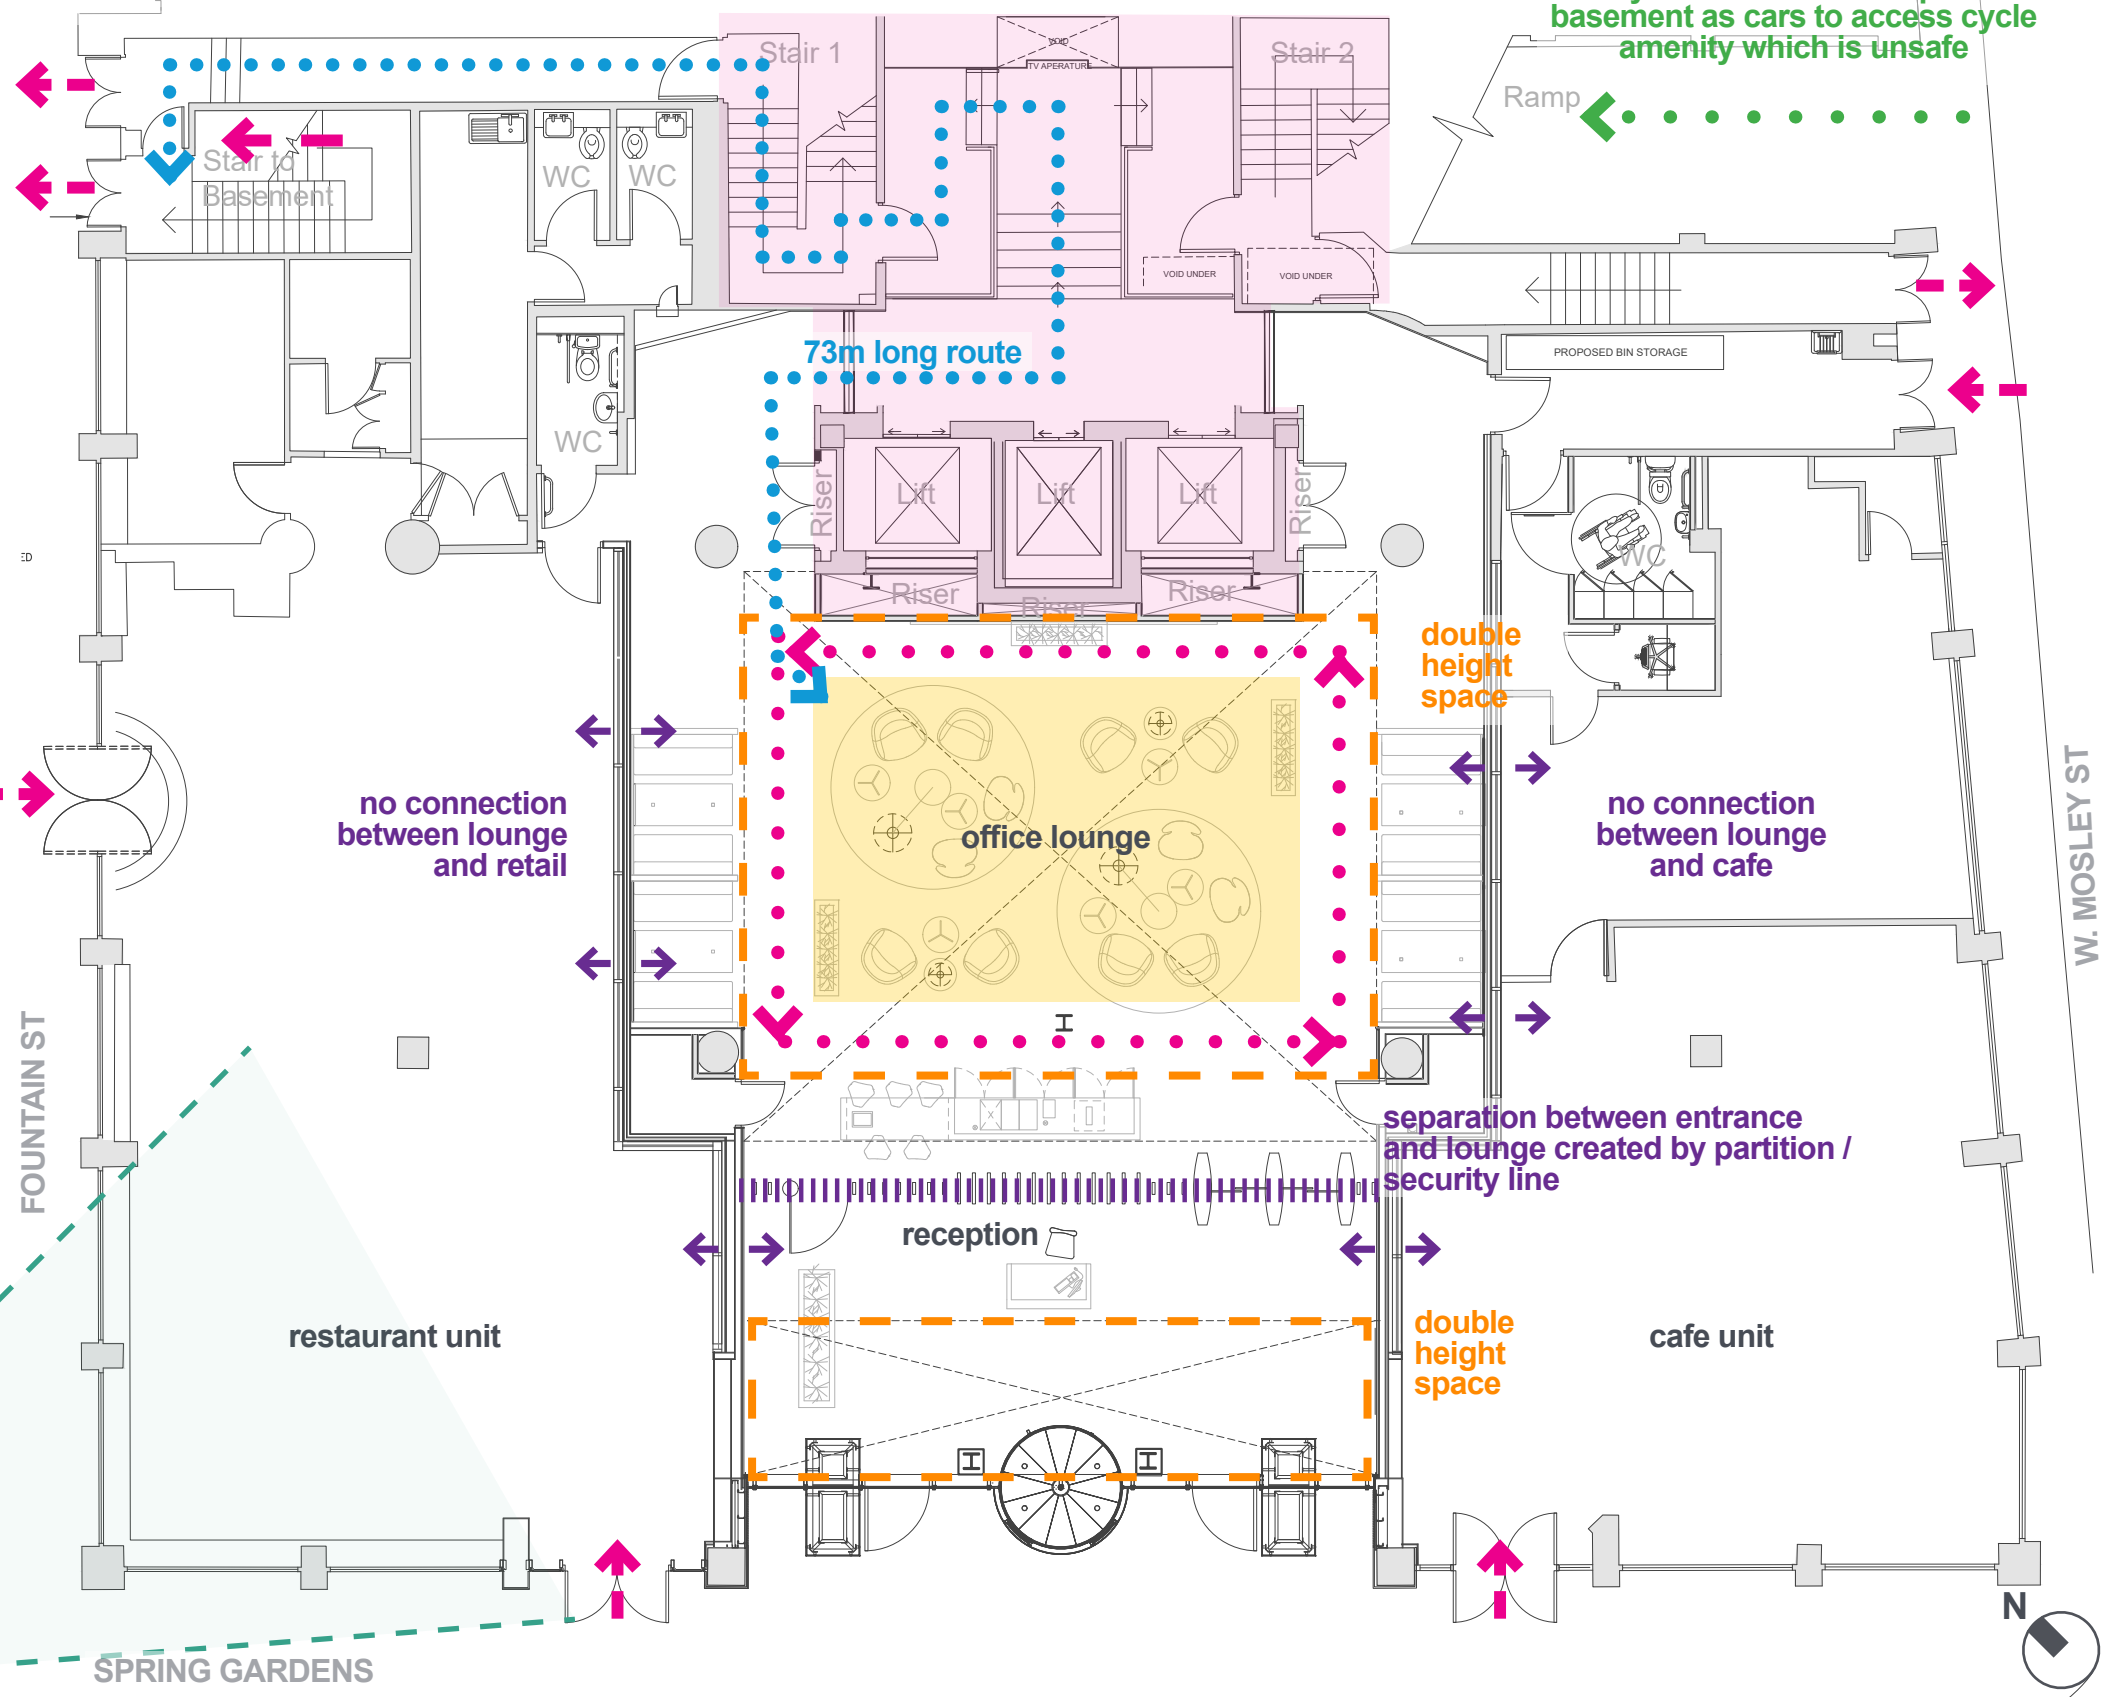 basement as cars to access cycle
amenity which is unsafe
Stair 1
VOID
TV APERATURE
Stair 2
Ramp
Stair to
Basement
WC
WC
VOID UNDER
VOID UNDER
73m long route
PROPOSED BIN STORAGE
WC
Riser
Lift
Lift
Lift
Riser
ED
WC
Riser
Riser
Riser
double
height
space
no connection
between lounge
and retail
office lounge
no connection
between lounge
and cafe
W. MOSLEY ST
FOUNTAIN ST
separation between entrance
and lounge created by partition /
security line
reception
restaurant unit
double
height
space
cafe unit
N
SPRING GARDENS